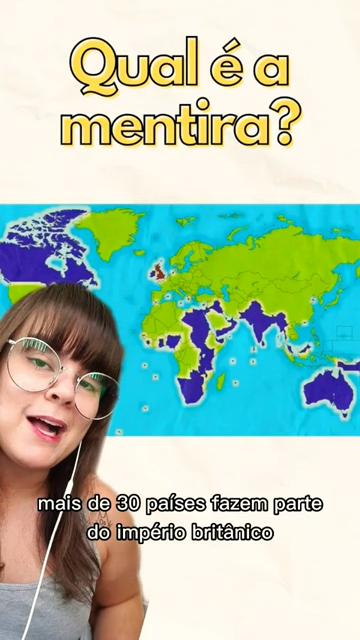 Qual é a
mentira?
mais de 30 países fazem parte
do império britânico